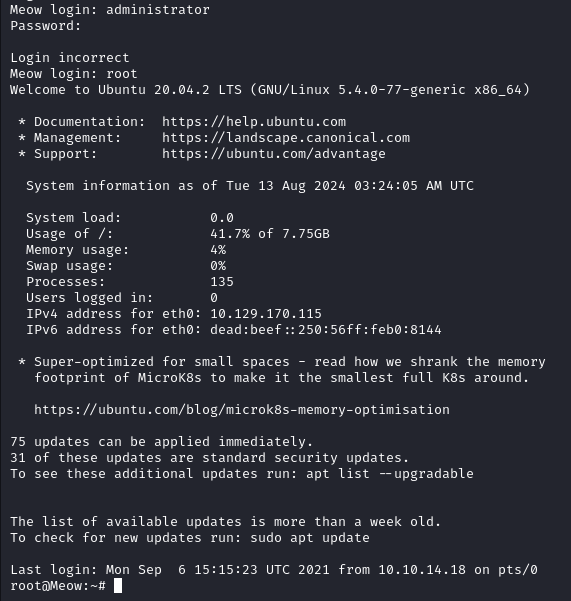 Meow login: administrator
Password:
Login incorrect
Meow login: root
Welcome to Ubuntu 20.04.2 LTS (GNU/Linux 5.4.0-77-generic x86_64)
* Documentation:  https://help.ubuntu.com
* Management:     https://landscape.canonical.com
* Support:        https://ubuntu.com/advantage
System information as of Tue 13 Aug 2024 03:24:05 AM UTC
System load:           0.0
Usage of /:            41.7% of 7.75GB
Memory usage:          4%
Swap usage:            0%
Processes:             135
Users logged in:       0
IPv4 address for eth0: 10.129.170.115
IPv6 address for eth0: dead:beef::250:56ff:feb0:8144
* Super-optimized for small spaces - read how we shrank the memory
footprint of MicroK8s to make it the smallest full K8s around.
https://ubuntu.com/blog/microk8s-memory-optimisation
75 updates can be applied immediately.
31 of these updates are standard security updates.
To see these additional updates run: apt list --upgradable
The list of available updates is more than a week old.
To check for new updates run: sudo apt update
Last login: Mon Sep  6 15:15:23 UTC 2021 from 10.10.14.18 on pts/0
root@Meow:~#